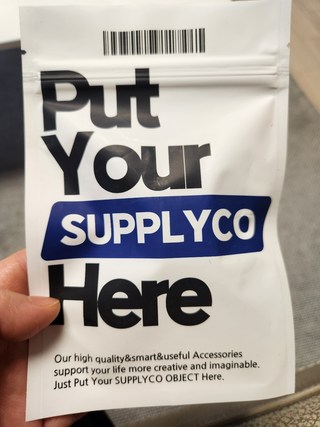 Put
Your
SUPPLYCO
Here
Our high quality&smart&useful Accessories
support your life more creative and imaginable.
Just Put Your SUPPLYCO OBJECT Here.